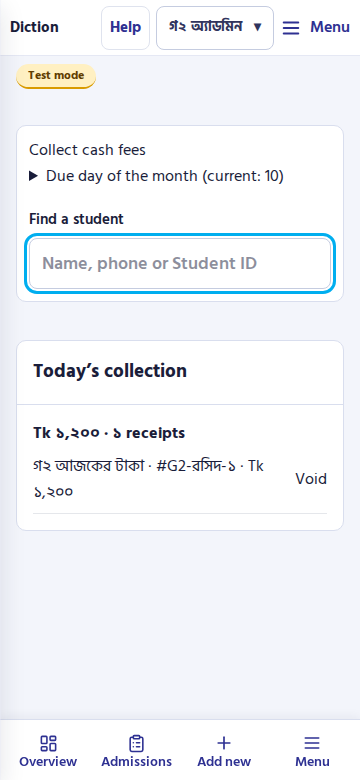 Diction
Help
গ২ অ্যাডমিন ▼
Menu
Test mode
Collect cash fees
▶ Due day of the month (current: 10)
Find a student
Name, phone or Student ID
Today’s collection
Tk ১,২০০ · ১ receipts
গ২ আজকের টাকা · #G2-রসিদ-১ · Tk
১,২০০
Void
Overview
Admissions
Add new
Menu